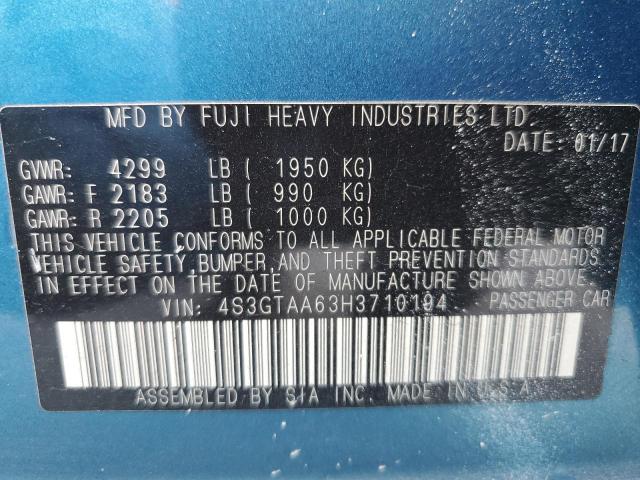 MFD BY FUJI HEAVY INDUSTRIES LTD.
DATE: 01/17
GVWR: 4299 LB ( 1950 KG)
GAWR: F 2183 LB ( 990 KG)
GAWR: R 2205 LB ( 1000 KG)
THIS VEHICLE CONFORMS TO ALL APPLICABLE FEDERAL MOTOR
VEHICLE SAFETY, BUMPER, AND THEFT PREVENTION STANDARDS
IN EFFECT ON THE DATE OF MANUFACTURE SHOWN ABOVE.
VIN: 4S3GTAA63H3710194 PASSENGER CAR
ASSEMBLED BY SIA INC. MADE IN U.S.A